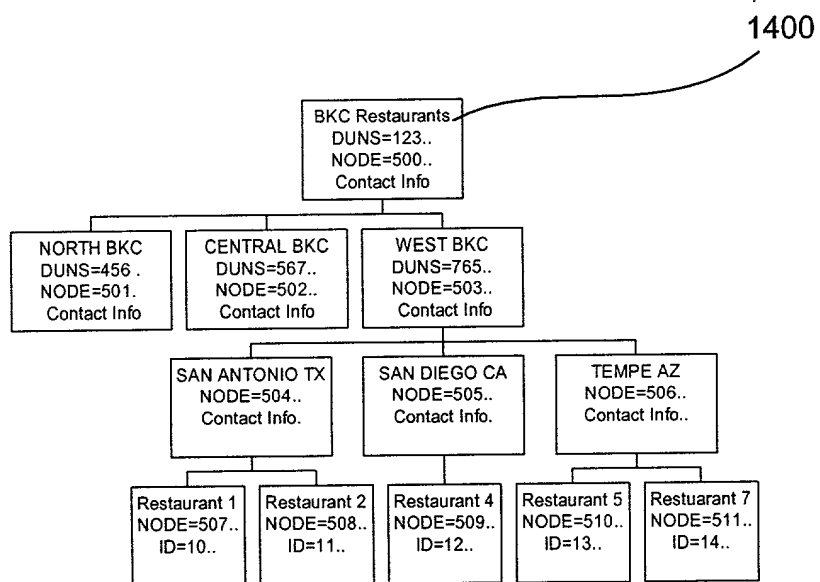 1400
BKC Restaurants
DUNS=123..
NODE=500..
Contact Info
NORTH BKC
DUNS=456 .
NODE=501.
Contact Info
CENTRAL BKC
DUNS=567..
NODE=502..
Contact Info
WEST BKC
DUNS=765..
NODE=503..
Contact Info
SAN ANTONIO TX
NODE=504..
Contact Info.
SAN DIEGO CA
NODE=505..
Contact Info.
TEMPE AZ
NODE=506..
Contact Info..
Restaurant 1
NODE=507..
ID=10..
Restaurant 2
NODE=508..
ID=11..
Restaurant 4
NODE=509..
ID=12..
Restaurant 5
NODE=510..
ID=13..
Restuarant 7
NODE=511..
ID=14..